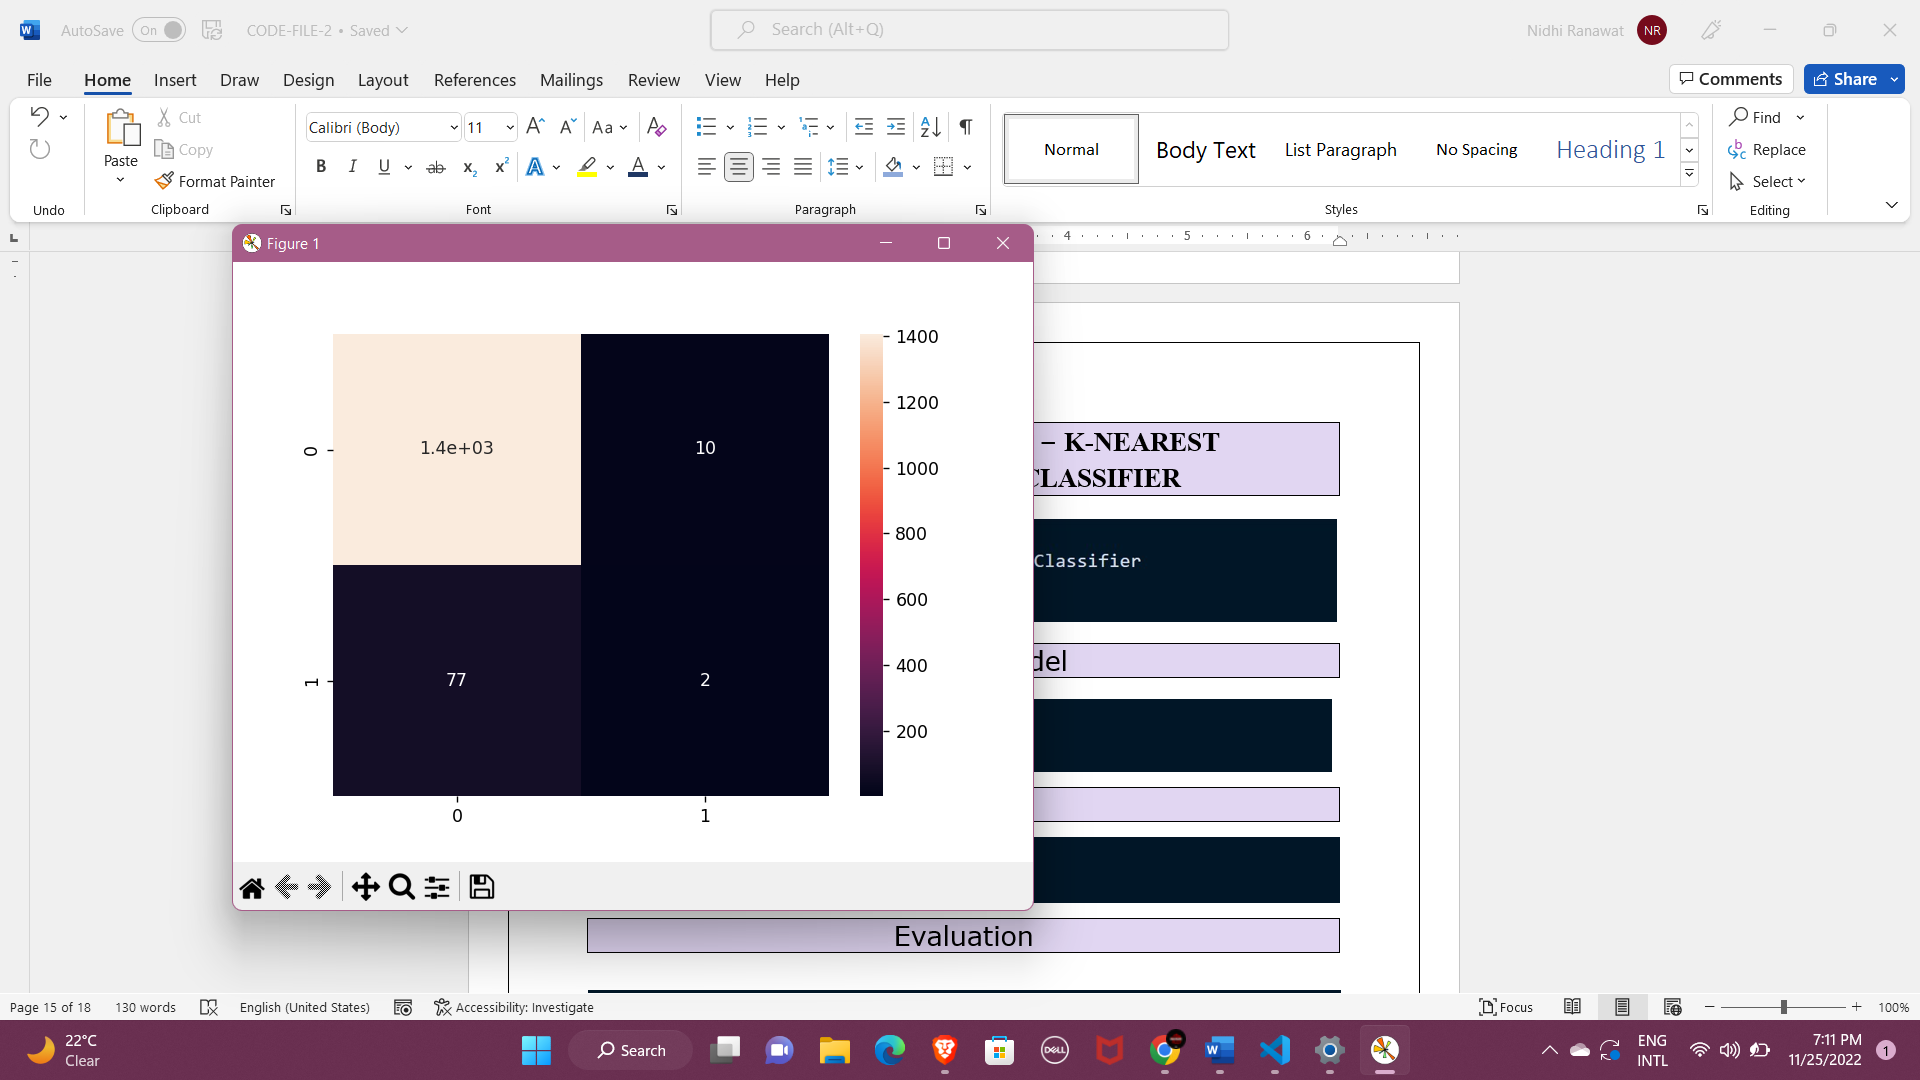 AutoSave On CODE-FILE-2 • Saved Search (Alt+Q) Nidhi Ranawat NR
File Home Insert Draw Design Layout References Mailings Review View Help Comments Share
Paste Cut Copy Format Painter
Calibri (Body) 11
Normal Body Text List Paragraph No Spacing Heading 1
Find Replace Select
Undo Clipboard Font Paragraph Styles Editing
4 5 6
Figure 1
1400
1200
1000
800
600
400
200
0 1.4e+03 10
1 77 2
0 1
– K-NEAREST
CLASSIFIER
Classifier
del
Evaluation
Page 15 of 18 130 words English (United States) Accessibility: Investigate Focus 100%
22°C
Clear
Search
ENG
INTL
7:11 PM
11/25/2022
1